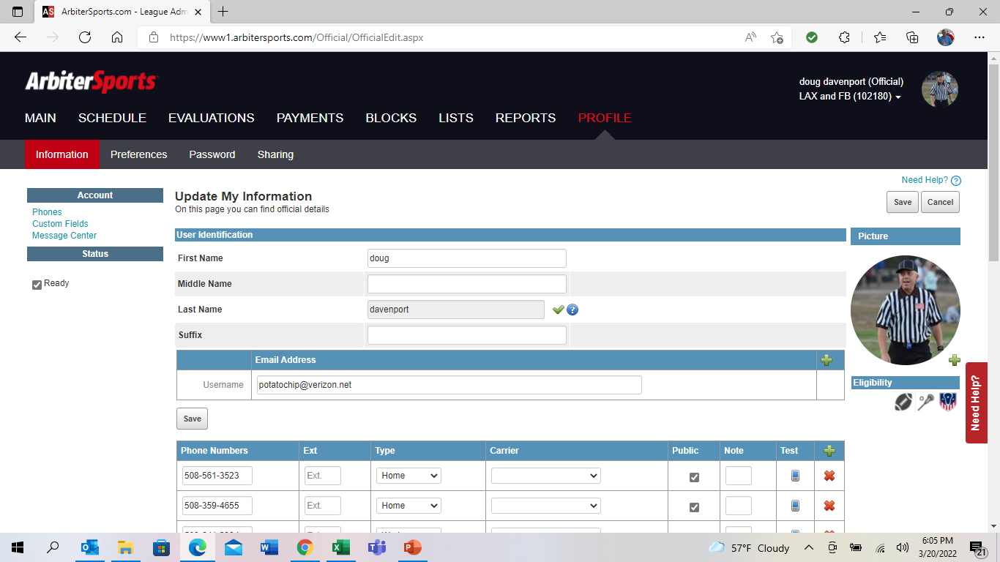 ArbiterSports.com - League Adm
https://www1.arbitersports.com/Official/OfficialEdit.aspx
ArbiterSports
doug davenport (Official)
LAX and FB (102180)
MAIN SCHEDULE EVALUATIONS PAYMENTS BLOCKS LISTS REPORTS PROFILE
Information Preferences Password Sharing
Need Help?
Account
Phones
Custom Fields
Message Center
Status
Ready
Update My Information
On this page you can find official details
Save Cancel
User Identification
First Name doug
Middle Name
Last Name davenport
Suffix
Email Address
Username potatochip@verizon.net
Save
Picture
Eligibility
Need Help?
Phone Numbers Ext Type Carrier Public Note Test
508-561-3523 Ext. Home
508-359-4655 Ext. Home
57°F Cloudy
6:05 PM
3/20/2022
21